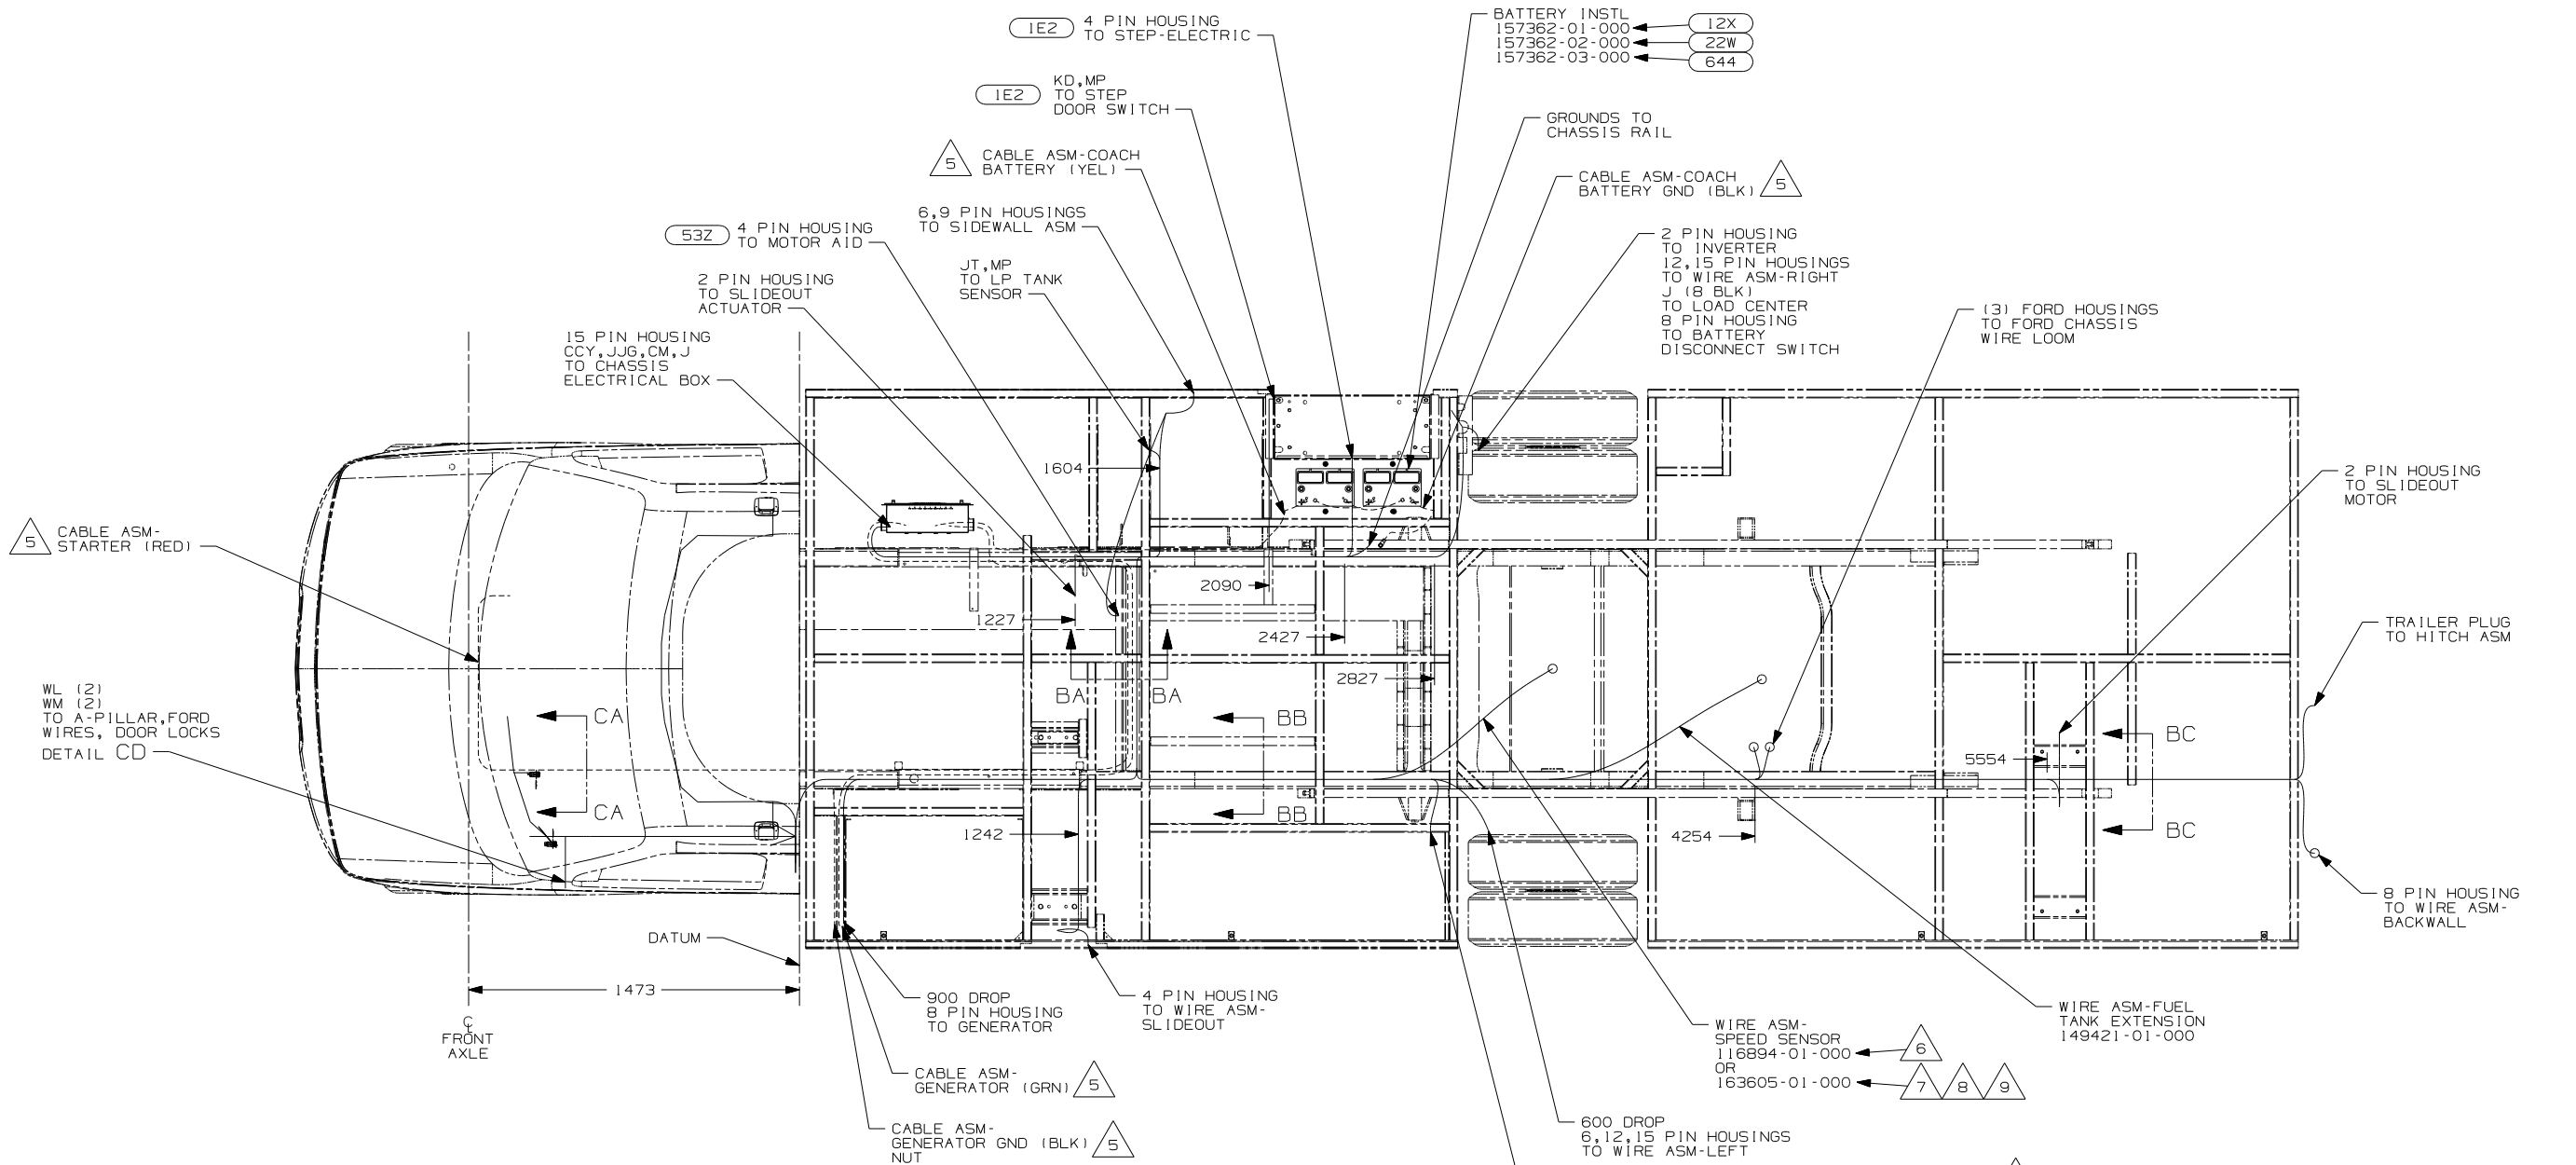 1E2
4 PIN HOUSING
TO STEP-ELECTRIC
BATTERY INSTL
157362-01-000
157362-02-000
157362-03-000
12X
22W
644
1E2
KD,MP
TO STEP
DOOR SWITCH
GROUNDS TO
CHASSIS RAIL
5
CABLE ASM-COACH
BATTERY (YEL)
CABLE ASM-COACH
BATTERY GND (BLK)
5
6,9 PIN HOUSINGS
TO SIDEWALL ASM
53Z
4 PIN HOUSING
TO MOTOR AID
2 PIN HOUSING
TO INVERTER
12,15 PIN HOUSINGS
TO WIRE ASM-RIGHT
J (8 BLK)
TO LOAD CENTER
8 PIN HOUSING
TO BATTERY
DISCONNECT SWITCH
JT,MP
TO LP TANK
SENSOR
2 PIN HOUSING
TO SLIDEOUT
ACTUATOR
(3) FORD HOUSINGS
TO FORD CHASSIS
WIRE LOOM
15 PIN HOUSING
CCY,JJG,CM,J
TO CHASSIS
ELECTRICAL BOX
1604
2 PIN HOUSING
TO SLIDEOUT
MOTOR
5
CABLE ASM-
STARTER (RED)
2090
1227
2427
TRAILER PLUG
TO HITCH ASM
2827
BA
BA
WL (2)
WM (2)
TO A-PILLAR,FORD
WIRES, DOOR LOCKS
DETAIL CD
CA
CA
BB
BB
BC
BC
5554
1242
4254
8 PIN HOUSING
TO WIRE ASM-
BACKWALL
DATUM
1473
900 DROP
8 PIN HOUSING
TO GENERATOR
4 PIN HOUSING
TO WIRE ASM-
SLIDEOUT
WIRE ASM-FUEL
TANK EXTENSION
149421-01-000
CL
FRONT
AXLE
WIRE ASM-
SPEED SENSOR
116894-01-000
OR
163605-01-000
6
7
8
9
CABLE ASM-
GENERATOR (GRN)
5
600 DROP
6,12,15 PIN HOUSINGS
TO WIRE ASM-LEFT
CABLE ASM-
GENERATOR GND (BLK)
NUT
5